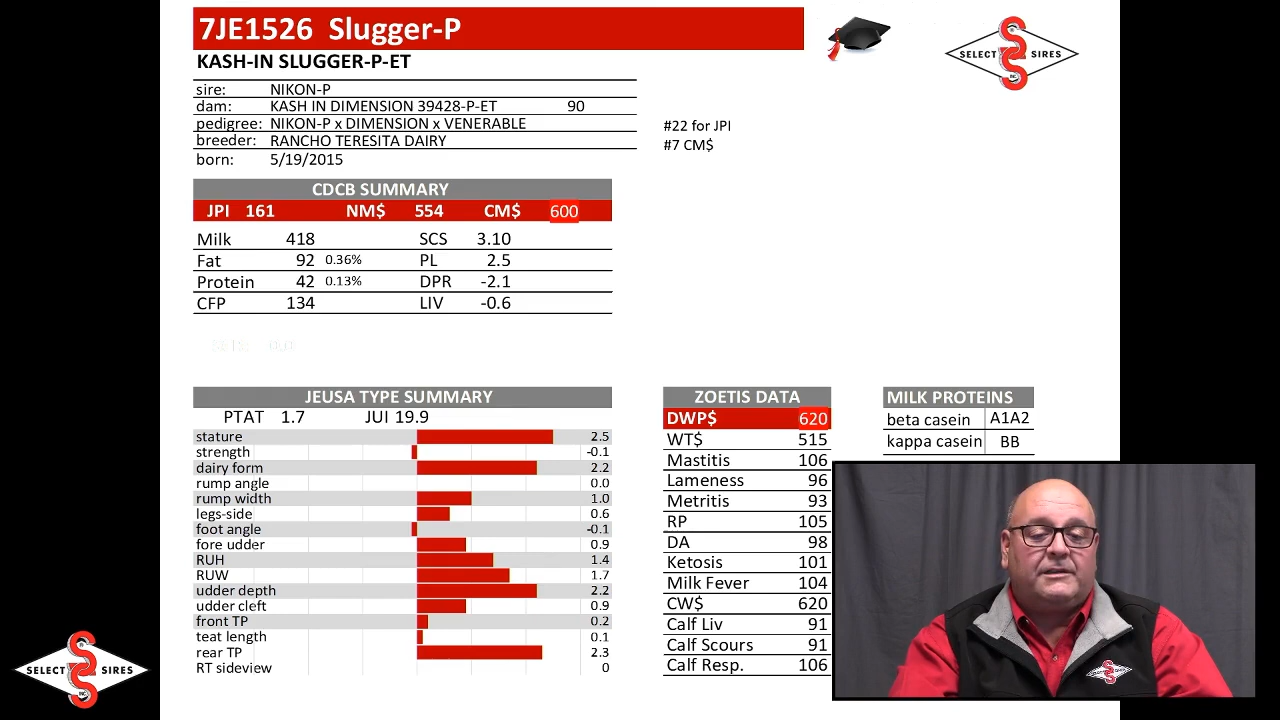 7JE1526 Slugger-P
SELECT SIRES
INC.
KASH-IN SLUGGER-P-ET
sire: NIKON-P
dam: KASH IN DIMENSION 39428-P-ET 90
pedigree: NIKON-P x DIMENSION x VENERABLE
breeder: RANCHO TERESITA DAIRY
born: 5/19/2015
#22 for JPI
#7 CM$
CDCB SUMMARY
JPI 161 NM$ 554 CM$ 600
Milk 418 SCS 3.10
Fat 92 0.36% PL 2.5
Protein 42 0.13% DPR -2.1
CFP 134 LIV -0.6
JEUSA TYPE SUMMARY
PTAT 1.7 JUI 19.9
stature 2.5
strength -0.1
dairy form 2.2
rump angle 0.0
rump width 1.0
legs-side 0.6
foot angle -0.1
fore udder 0.9
RUH 1.4
RUW 1.7
udder depth 2.2
udder cleft 0.9
front TP 0.2
teat length 0.1
rear TP 2.3
RT sideview 0
ZOETIS DATA
DWP$ 620
WT$ 515
Mastitis 106
Lameness 96
Metritis 93
RP 105
DA 98
Ketosis 101
Milk Fever 104
CW$ 620
Calf Liv 91
Calf Scours 91
Calf Resp. 106
MILK PROTEINS
beta casein A1A2
kappa casein BB
SELECT SIRES
INC.
SELECT SIRES